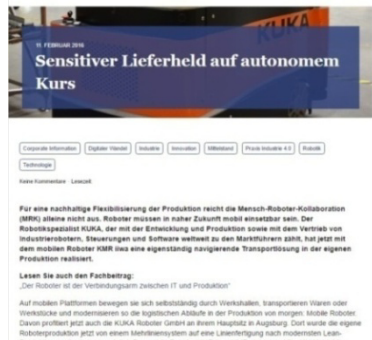 KUKA
11. FEBRUAR 2016
Sensitiver Lieferheld auf autonomem
Kurs
Corporate Information Digitaler Wandel Industrie Innovation Mittelstand Praxis Industrie 4.0 Robotik
Technologie
Keine Kommentare Lesezeit
Für eine nachhaltige Flexibilisierung der Produktion reicht die Mensch-Roboter-Kollaboration
(MRK) alleine nicht aus. Roboter müssen in naher Zukunft mobil einsetzbar sein. Der
Robotikspezialist KUKA, der mit der Entwicklung und Produktion sowie mit dem Vertrieb von
Industrierobotern, Steuerungen und Software weltweit zu den Marktführern zählt, hat jetzt mit
dem mobilen Roboter KMR iiwa eine eigenständig navigierende Transportlösung in der eigenen
Produktion realisiert.
Lesen Sie auch den Fachbeitrag:
„Der Roboter ist der Verbindungsarm zwischen IT und Produktion“
Auf mobilen Plattformen bewegen sie sich selbstständig durch Werkshallen, transportieren Waren oder
Werkstücke und modernisieren so die logistischen Abläufe in der Produktion von morgen: Mobile Roboter.
Davon profitiert jetzt auch die KUKA Roboter GmbH an ihrem Hauptsitz in Augsburg. Dort wurde die eigene
Roboterproduktion jetzt von einem Mehrliniensystem auf eine Linienfertigung nach modernsten Lean-